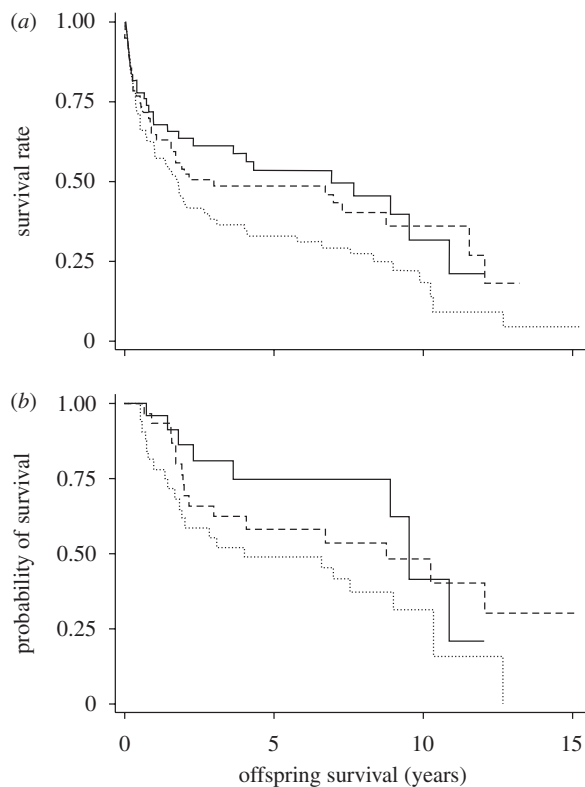 (a)
1.00
0.75
0.50
0.25
0
survival rate
(b)
1.00
0.75
0.50
0.25
0
probability of survival
0 5 10 15
offspring survival (years)